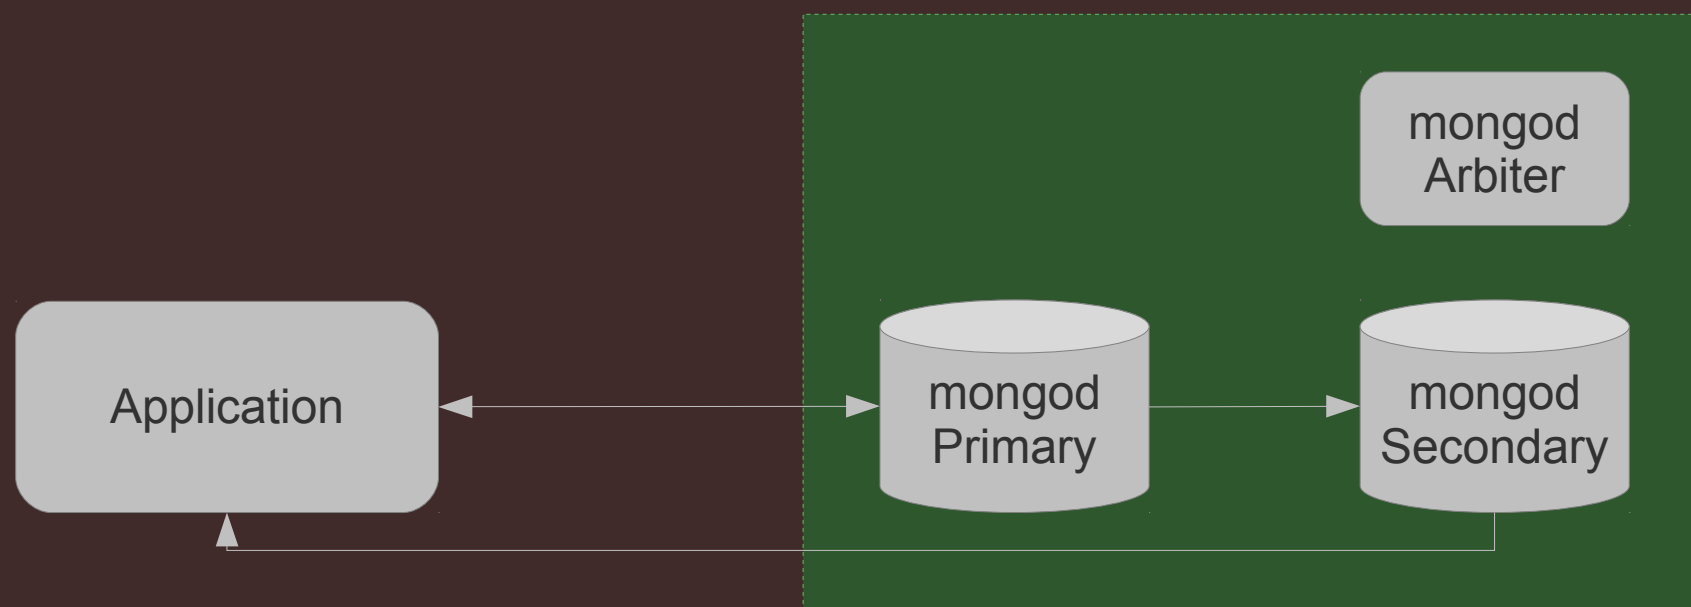 mongod
Arbiter
Application
mongod
Primary
mongod
Secondary